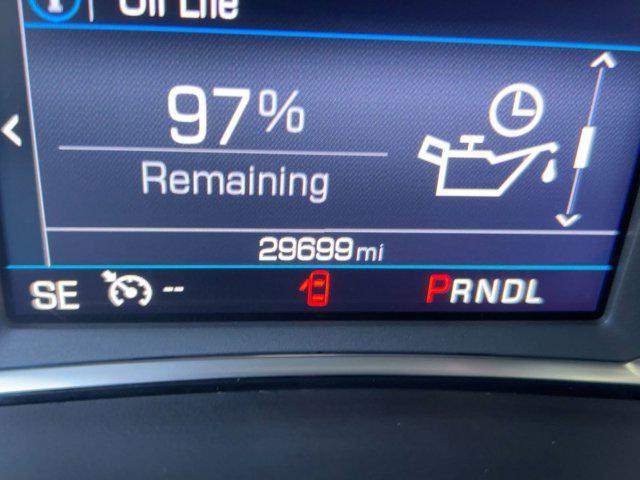 Oil Life
97%
Remaining
29699 mi
SE -- PRNDL